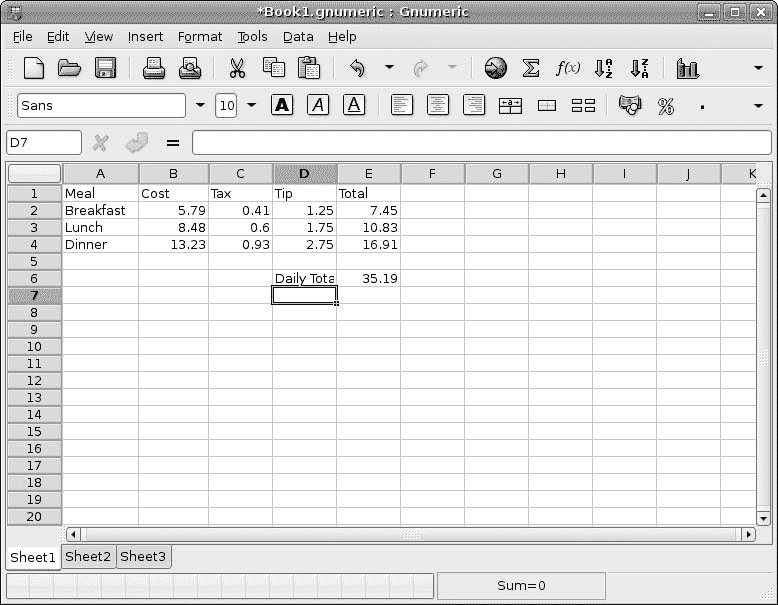 *Book1.gnumeric : Gnumeric
File Edit View Insert Format Tools Data Help
f(x) A Z Z A
Sans 10 A A A %
D7 =
A B C D E F G H I J K
1 Meal Cost Tax Tip Total
2 Breakfast 5.79 0.41 1.25 7.45
3 Lunch 8.48 0.6 1.75 10.83
4 Dinner 13.23 0.93 2.75 16.91
5
6 Daily Tota 35.19
7
8
9
10
11
12
13
14
15
16
17
18
19
20
Sheet1 Sheet2 Sheet3
Sum=0